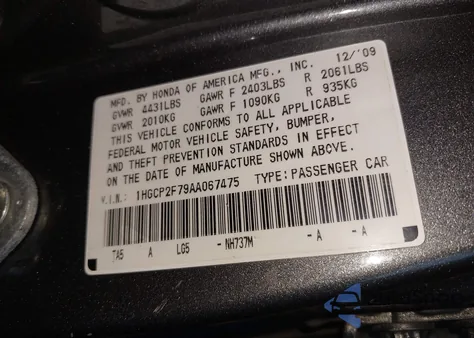 MFD. BY HONDA OF AMERICA MFG., INC. 12/'09
GVWR 4431LBS GAWR F 2403LBS R 2061LBS
GVWR 2010KG GAWR F 1090KG R 935KG
THIS VEHICLE CONFORMS TO ALL APPLICABLE
FEDERAL MOTOR VEHICLE SAFETY, BUMPER,
AND THEFT PREVENTION STANDARDS IN EFFECT
ON THE DATE OF MANUFACTURE SHOWN ABOVE.
V.I.N.: 1HGCP2F79AA067475 TYPE:PASSENGER CAR
TA5 A LG5 - NH737M - A - A